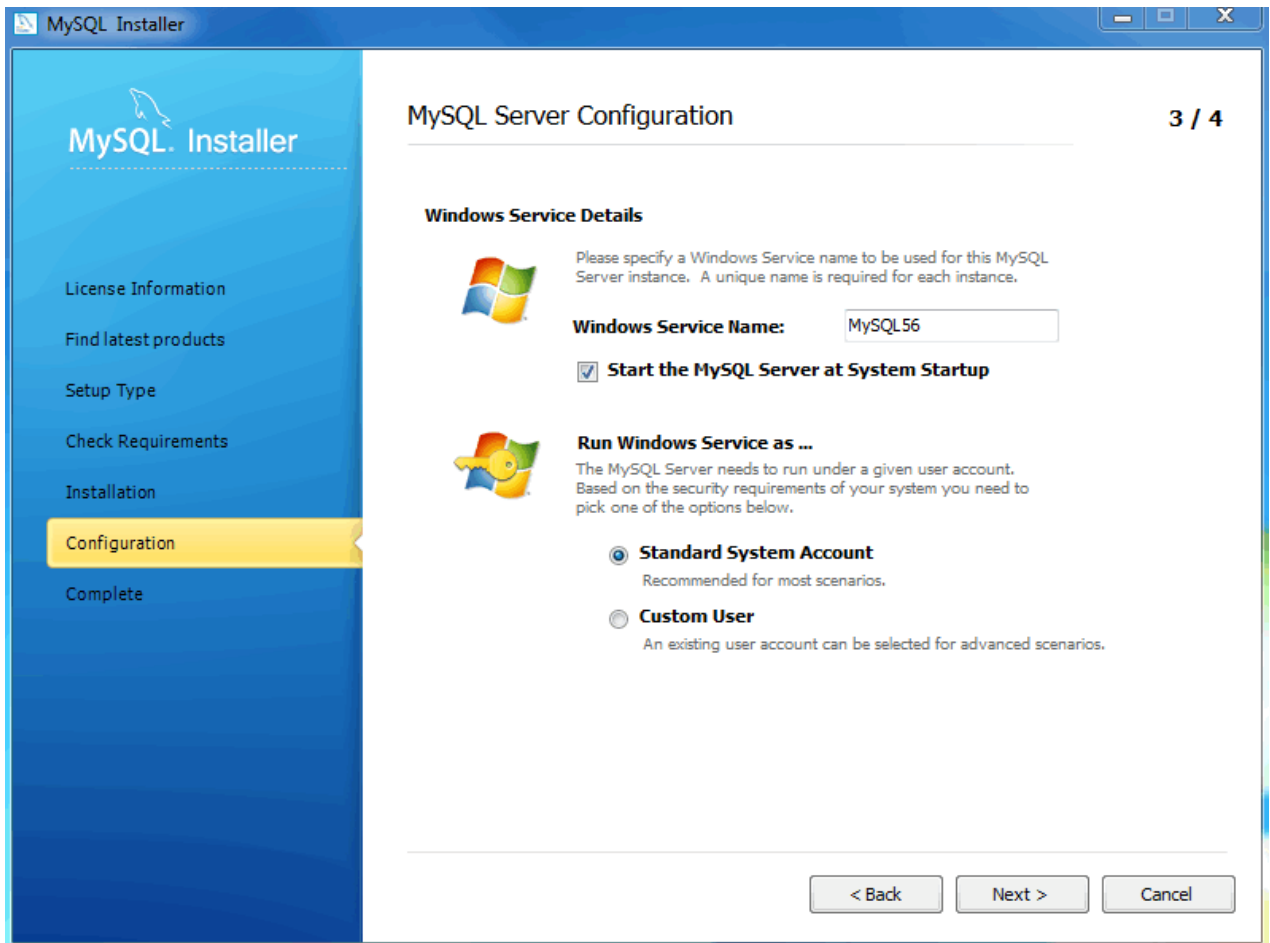 MySQL Installer
MySQL. Installer
License Information
Find latest products
Setup Type
Check Requirements
Installation
Configuration
Complete
MySQL Server Configuration
3 / 4
Windows Service Details
Please specify a Windows Service name to be used for this MySQL
Server instance. A unique name is required for each instance.
Windows Service Name:
MySQL56
Start the MySQL Server at System Startup
Run Windows Service as ...
The MySQL Server needs to run under a given user account.
Based on the security requirements of your system you need to
pick one of the options below.
Standard System Account
Recommended for most scenarios.
Custom User
An existing user account can be selected for advanced scenarios.
< Back
Next >
Cancel